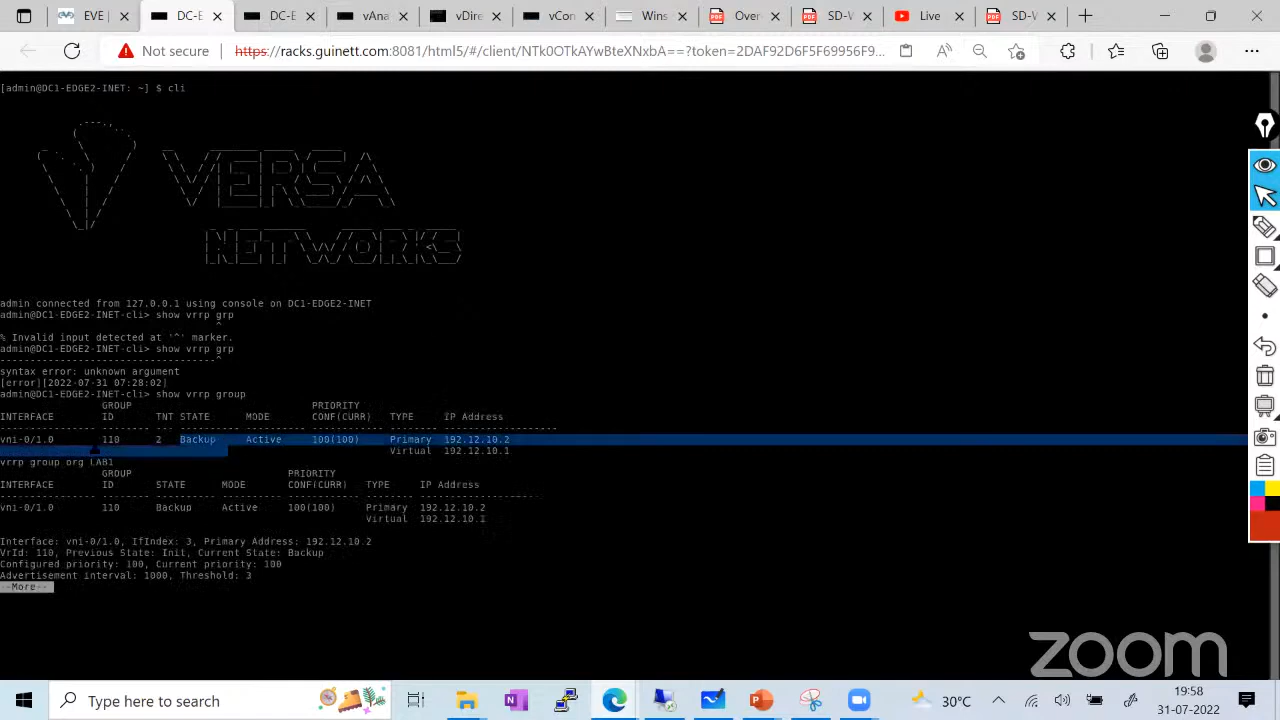 EVE
DC-E
DC-E
vAna
vDire
vCon
Wins
Over
SD-
Live
SD-V
Not secure
https://racks.guinett.com:8081/html5/#/client/NTk0OTkAYwBteXNxbA==?token=2DAF92D6F5F69956F9...
[admin@DC1-EDGE2-INET: ~] $ cli
VERSA
NETWORKS
admin connected from 127.0.0.1 using console on DC1-EDGE2-INET
admin@DC1-EDGE2-INET-cli> show vrrp grp
^
% Invalid input detected at '^' marker.
admin@DC1-EDGE2-INET-cli> show vrrp grp
------------------------------------^
syntax error: unknown argument
[error][2022-07-31 07:28:02]
admin@DC1-EDGE2-INET-cli> show vrrp group
GROUP PRIORITY
INTERFACE ID TNT STATE MODE CONF(CURR) TYPE IP Address
vni-0/1.0 110 2 Backup Active 100(100) Primary 192.12.10.2
Virtual 192.12.10.1
vrrp group org LAB1
GROUP PRIORITY
INTERFACE ID STATE MODE CONF(CURR) TYPE IP Address
vni-0/1.0 110 Backup Active 100(100) Primary 192.12.10.2
Virtual 192.12.10.1
Interface: vni-0/1.0, IfIndex: 3, Primary Address: 192.12.10.2
VrId: 110, Previous State: Init, Current State: Backup
Configured priority: 100, Current priority: 100
Advertisement interval: 1000, Threshold: 3
--More--
zoom
Type here to search
30°C
19:58
31-07-2022